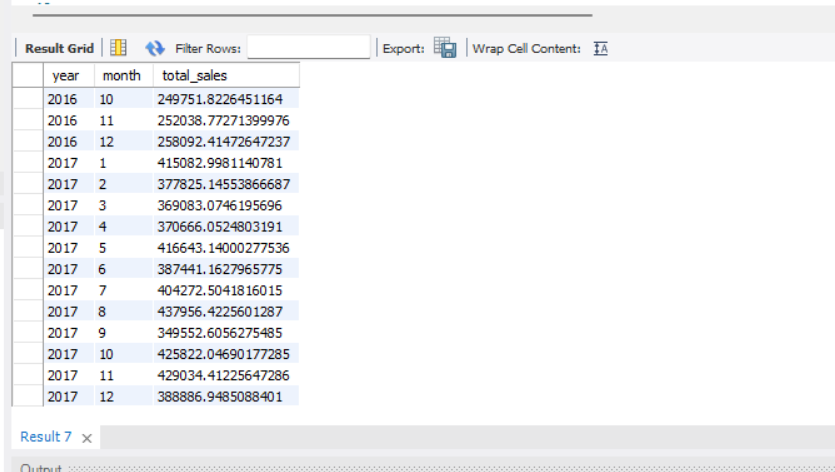 Result Grid Filter Rows: Export: Wrap Cell Content: IA
year month total_sales
2016 10 249751.8226451164
2016 11 252038.77271399976
2016 12 258092.41472647237
2017 1 415082.9981140781
2017 2 377825.14553866687
2017 3 369083.0746195696
2017 4 370666.0524803191
2017 5 416643.14000277536
2017 6 387441.1627965775
2017 7 404272.5041816015
2017 8 437956.4225601287
2017 9 349552.6056275485
2017 10 425822.04690177285
2017 11 429034.41225647286
2017 12 388886.9485088401
Result 7 ×
Output